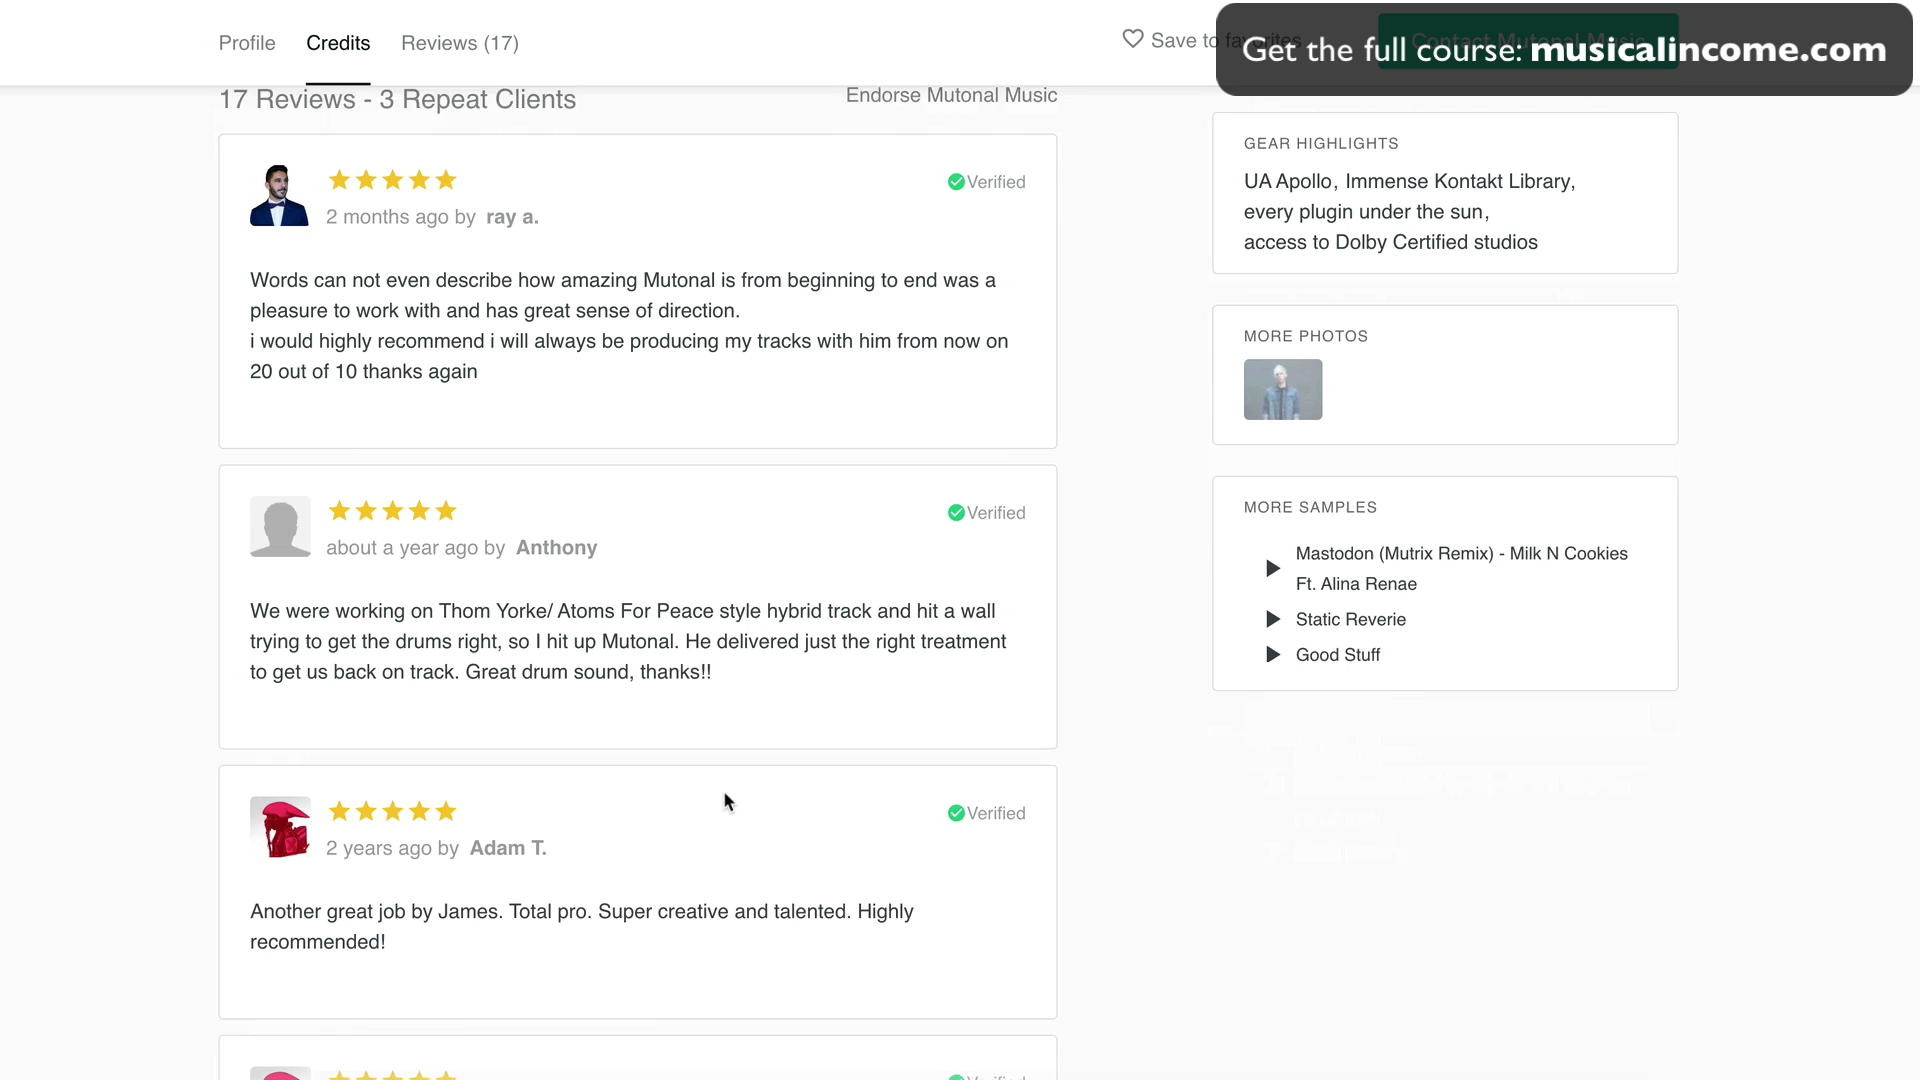 Profile
Credits
Reviews (17)
Save to favorites
Contact Mutonal Music
Get the full course: musicalincome.com
17 Reviews - 3 Repeat Clients
Endorse Mutonal Music
Verified
2 months ago by ray a.
Words can not even describe how amazing Mutonal is from beginning to end was a
pleasure to work with and has great sense of direction.
i would highly recommend i will always be producing my tracks with him from now on
20 out of 10 thanks again
Verified
about a year ago by Anthony
We were working on Thom Yorke/ Atoms For Peace style hybrid track and hit a wall
trying to get the drums right, so I hit up Mutonal. He delivered just the right treatment
to get us back on track. Great drum sound, thanks!!
Verified
2 years ago by Adam T.
Another great job by James. Total pro. Super creative and talented. Highly
recommended!
Verified
GEAR HIGHLIGHTS
UA Apollo, Immense Kontakt Library,
every plugin under the sun,
access to Dolby Certified studios
MORE PHOTOS
MORE SAMPLES
Mastodon (Mutrix Remix) - Milk N Cookies
Ft. Alina Renae
Static Reverie
Good Stuff